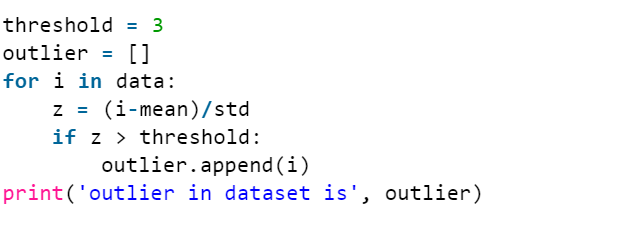 threshold = 3
outlier = []
for i in data:
    z = (i-mean)/std
    if z > threshold:
        outlier.append(i)
print('outlier in dataset is', outlier)